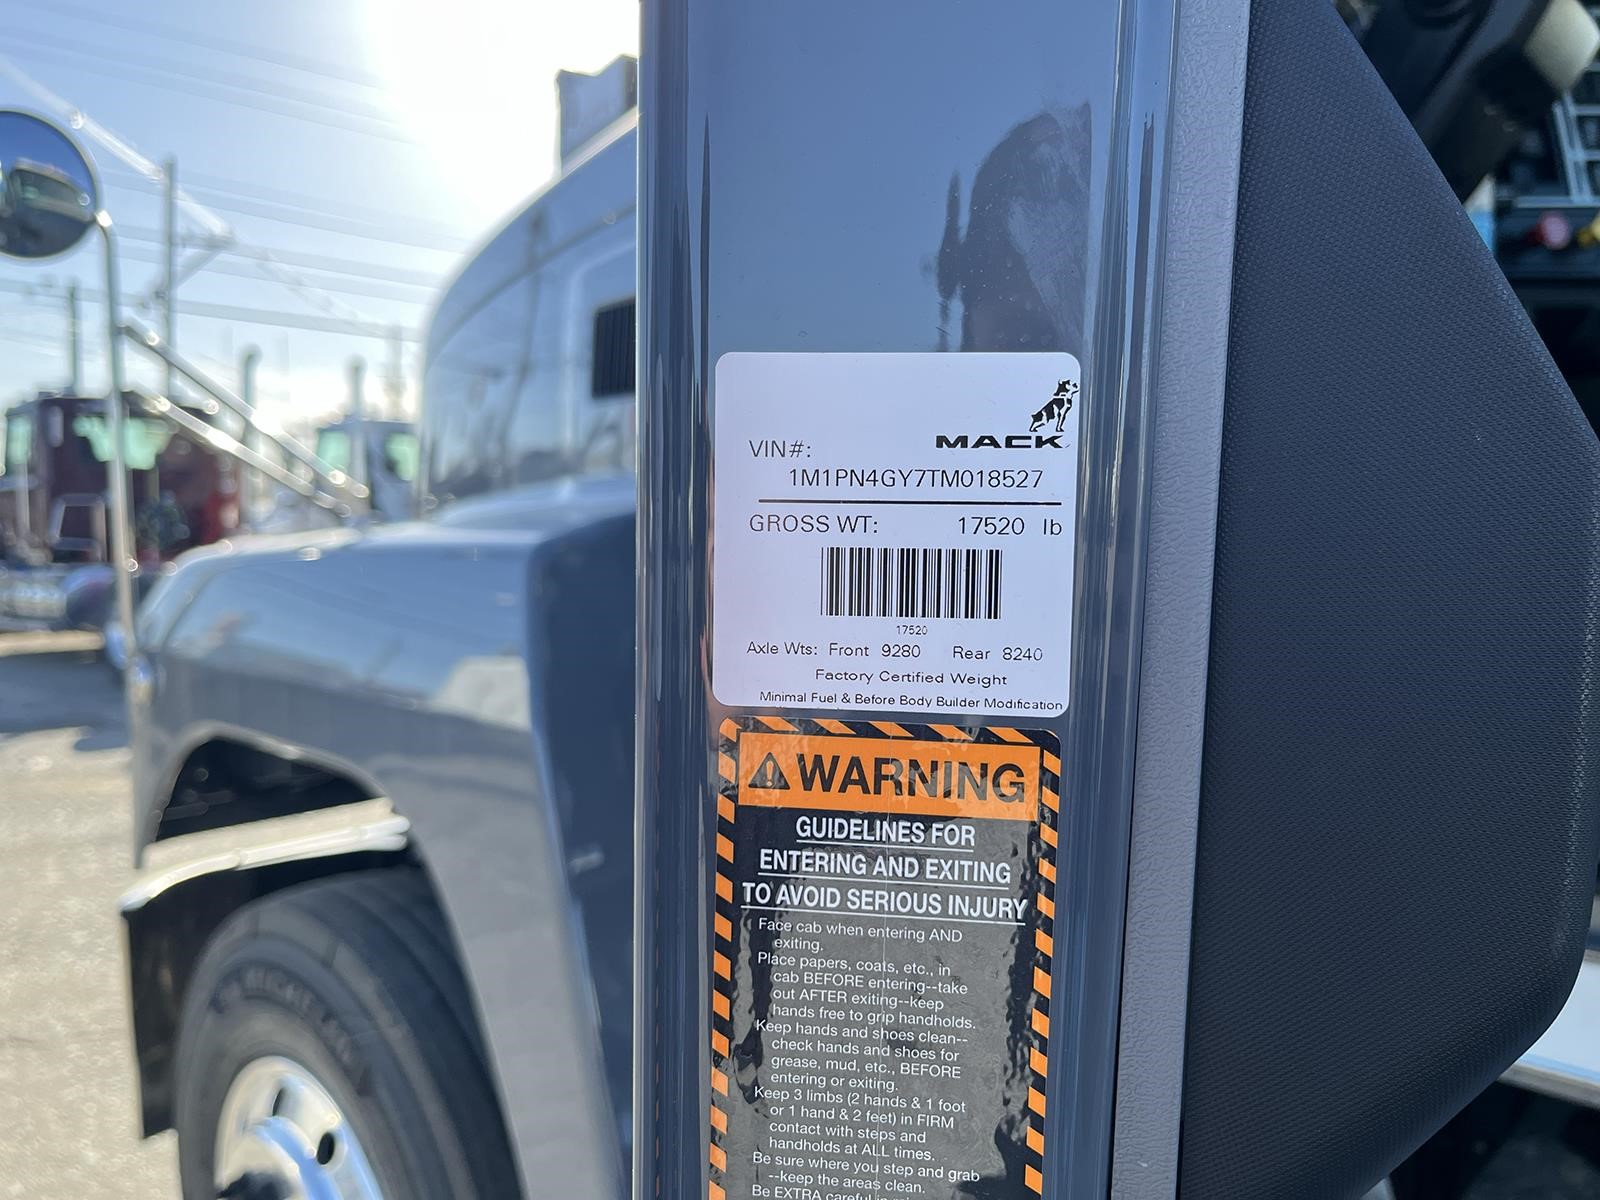 MACK
VIN#:
1M1PN4GY7TM018527
GROSS WT: 17520 lb
17520
Axle Wts: Front 9280 Rear 8240
Factory Certified Weight
Minimal Fuel & Before Body Builder Modification
WARNING
GUIDELINES FOR
ENTERING AND EXITING
TO AVOID SERIOUS INJURY
Face cab when entering AND
exiting.
Place papers, coats, etc., in
cab BEFORE entering--take
out AFTER exiting--keep
hands free to grip handholds.
Keep hands and shoes clean--
check hands and shoes for
grease, mud, etc., BEFORE
entering or exiting.
Keep 3 limbs (2 hands & 1 foot
or 1 hand & 2 feet) in FIRM
contact with steps and
handholds at ALL times.
Be sure where you step and grab
--keep the areas clean.
Be EXTRA careful in
MICHELIN